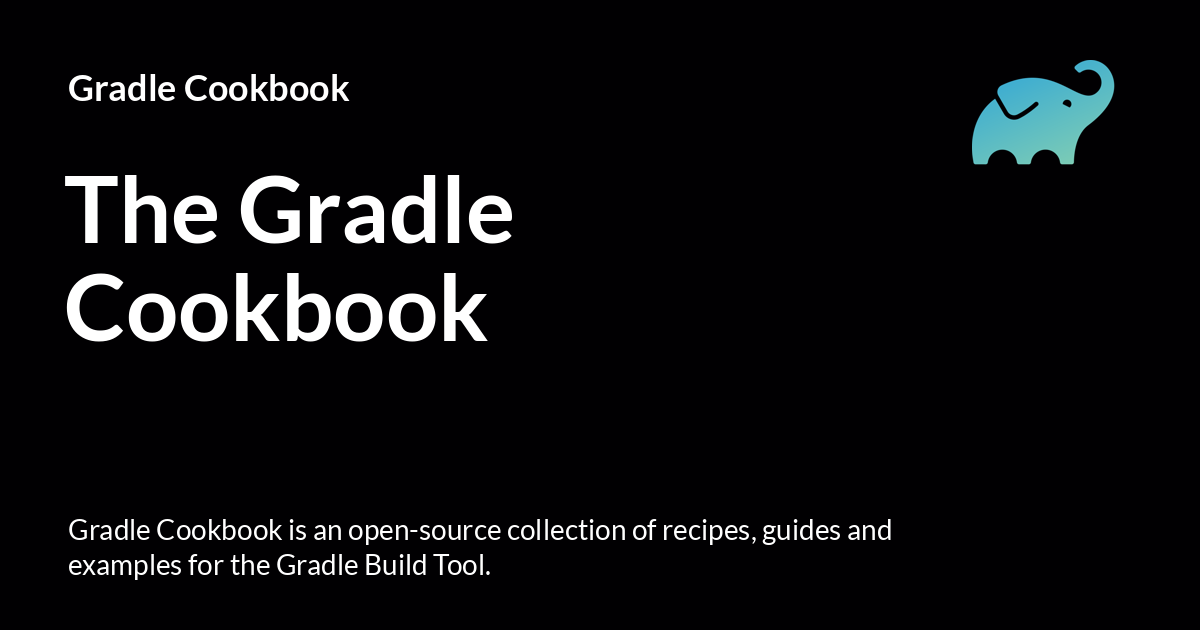 Gradle Cookbook
The Gradle
Cookbook
Gradle Cookbook is an open-source collection of recipes, guides and
examples for the Gradle Build Tool.